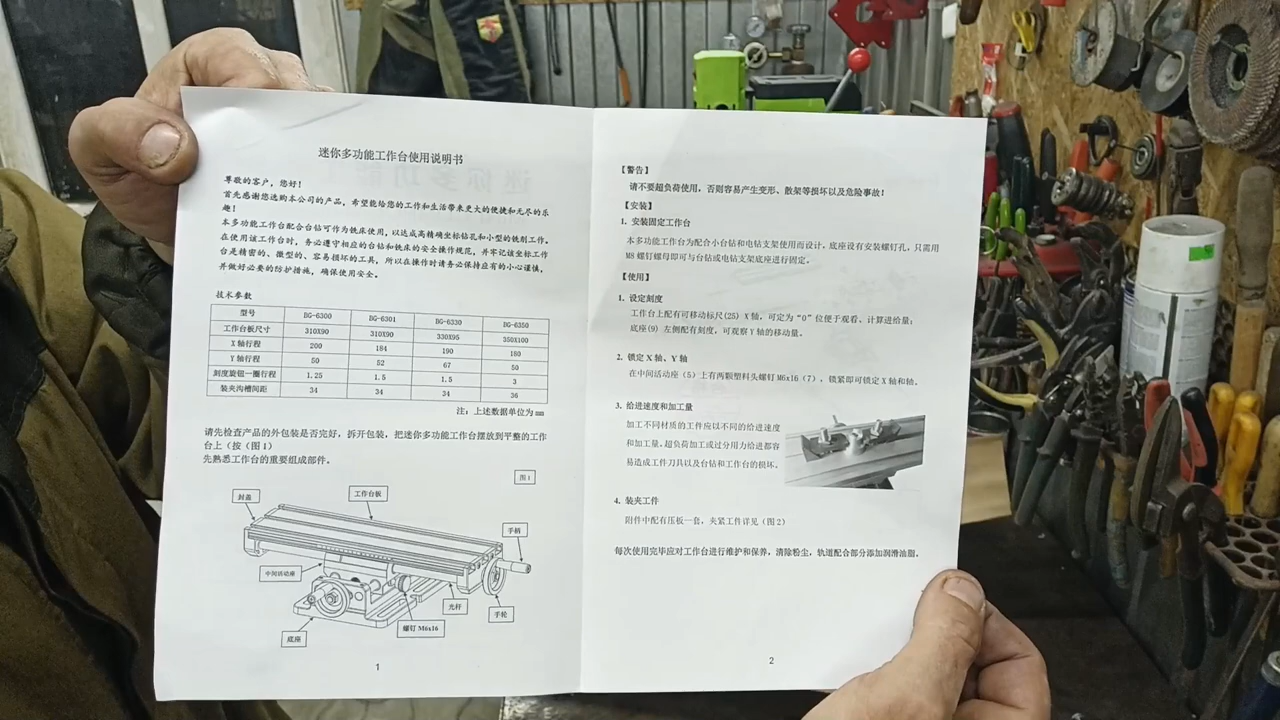 迷你多功能工作台使用说明书
尊敬的客户，您好！
首先感谢您选购本公司的产品，希望能给您的工作和生活带来更大的便捷和无尽的乐
趣！
本多功能工作台配合台钻可作为铣床使用，以达成高精确坐标钻孔和小型的铣削工作。
在使用该工作台时，务必遵守相应的台钻和铣床的安全操作规范，并牢记该坐标工作
台是精密的、微型的、容易损坏的工具，所以在操作时请务必保持应有的小心谨慎，
并做好必要的防护措施，确保使用安全。
技术参数
型号 BG-6300 BG-6301 BG-6330 BG-6350
工作台板尺寸 310X90 310X90 330X95 350X100
X轴行程 200 184 190 180
Y轴行程 50 52 67 50
刻度旋钮一圈行程 1.25 1.5 1.5 3
装夹沟槽间距 34 34 34 36
注：上述数据单位为mm
请先检查产品的外包装是否完好，拆开包装，把迷你多功能工作台摆放到平整的工作
台上（按（图1）
先熟悉工作台的重要组成部件。
图1
封盖
工作台板
手柄
中间活动座
光杆
手轮
螺钉 M6x16
底座
1
【警告】
请不要超负荷使用，否则容易产生变形、散架等损坏以及危险事故！
【安装】
1. 安装固定工作台
本多功能工作台为配合小台钻和电钻支架使用而设计，底座设有安装螺钉孔，只需用
M8 螺钉螺母即可与台钻或电钻支架底座进行固定。
【使用】
1. 设定刻度
工作台上配有可移动标尺(25) X 轴，可定为“0”位便于观看、计算进给量；
底座(9) 左侧配有刻度，可观察 Y 轴的移动量。
2. 锁定 X 轴、Y 轴
在中间活动座（5）上有两颗塑料头螺钉 M6x16（7），锁紧即可锁定 X 轴和轴。
3. 给进速度和加工量
加工不同材质的工件应以不同的给进速度
和加工量。超负荷加工或过分用力给进都容
易造成工件刀具以及台钻和工作台的损坏。
4. 装夹工件
附件中配有压板一套，夹紧工件详见（图2）
每次使用完毕应对工作台进行维护和保养，清除粉尘，轨道配合部分添加润滑油脂。
2